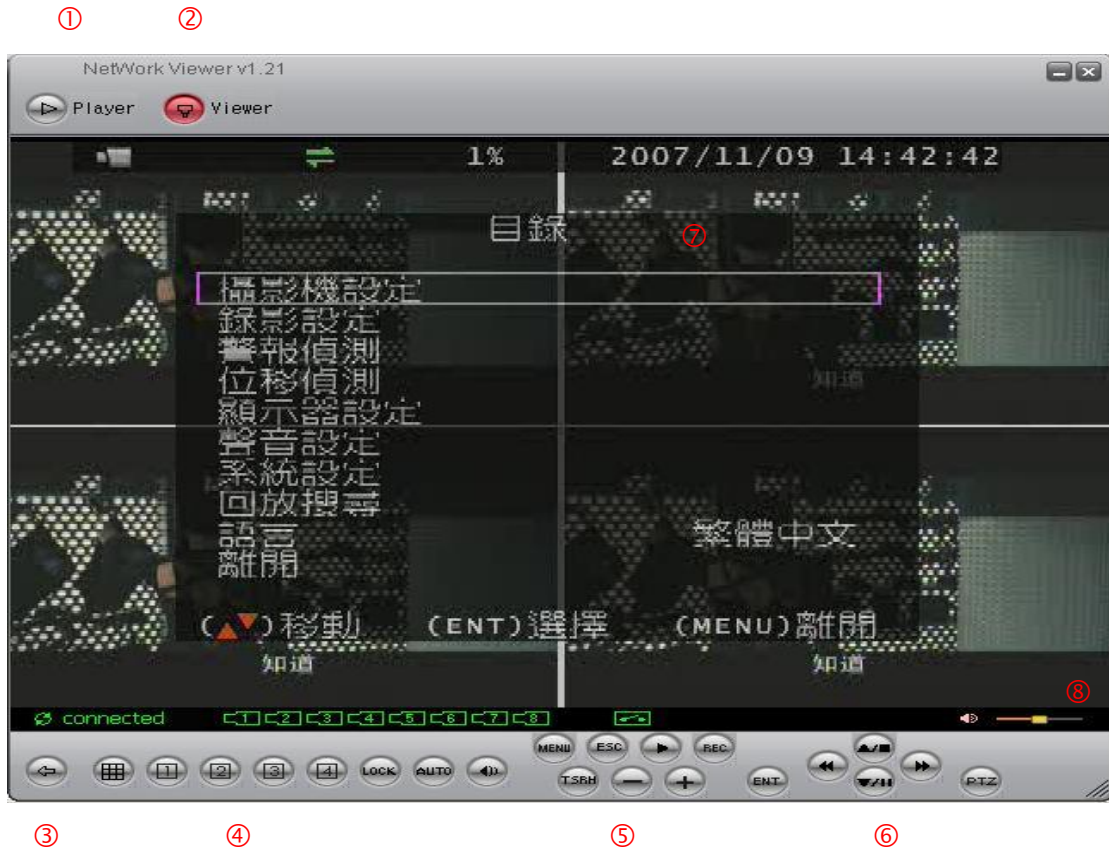 ① ②
NetWork Viewer v1.21
Player Viewer
1% 2007/11/09 14:42:42
目錄 ⑦
攝影機設定
錄影設定
警報偵測
位移偵測
知道
顯示器設定
聲音設定
系統設定
回放搜尋
語言 繁體中文
離開
(▲▼)移動 (ENT)選擇 (MENU)離開
知道 知道
⑧
connected 1 2 3 4 5 6 7 8
MENU ESC REC
1 2 3 4 LOCK AUTO
TSRH − + ENT ▲/■ ▼/II PTZ
③ ④ ⑤ ⑥